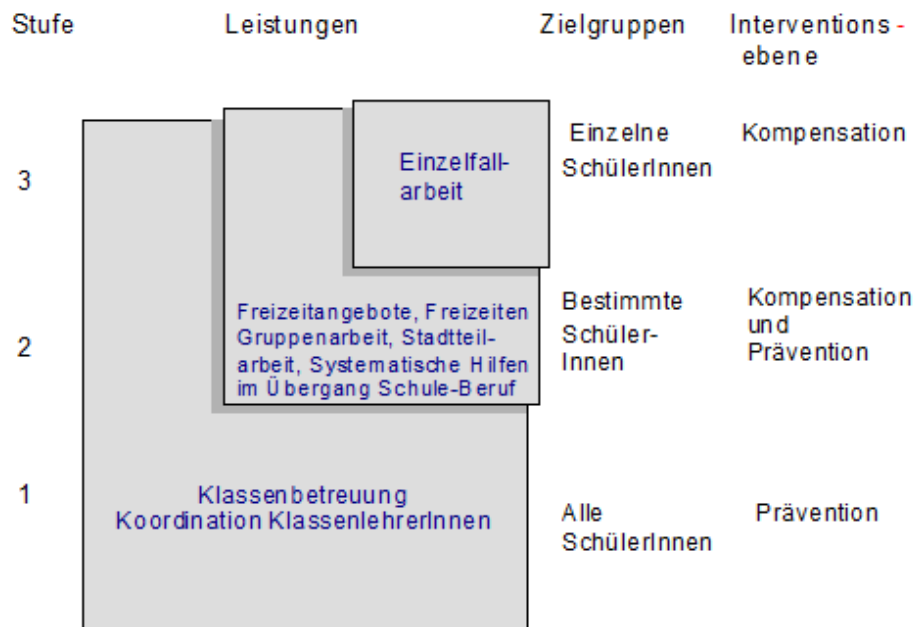 Stufe Leistungen Zielgruppen Interventions-
ebene
3
Einzelfall-
arbeit
Einzelne
SchülerInnen
Kompensation
2
Freizeitangebote, Freizeiten
Gruppenarbeit, Stadtteil-
arbeit, Systematische Hilfen
im Übergang Schule-Beruf
Bestimmte
Schüler-
Innen
Kompensation
und
Prävention
1
Klassenbetreuung
Koordination KlassenlehrerInnen
Alle
SchülerInnen
Prävention